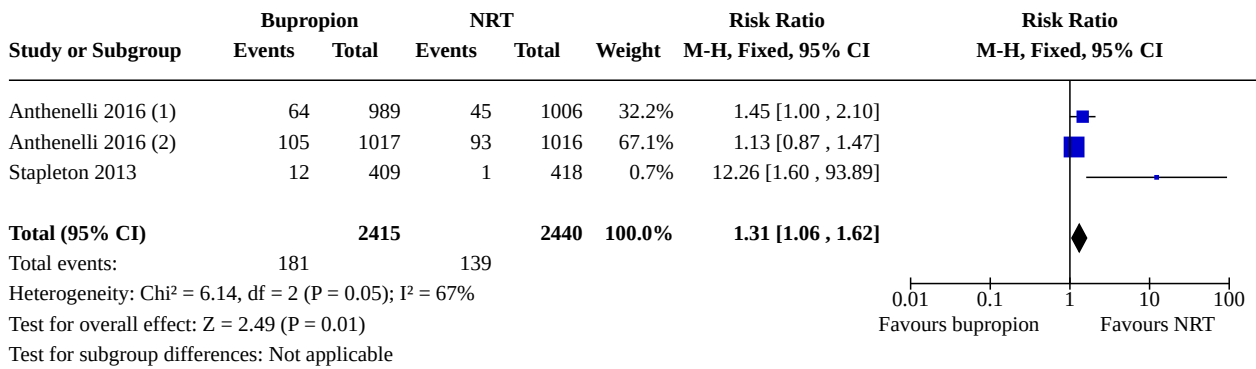 Bupropion NRT Risk Ratio Risk Ratio
Study or Subgroup Events Total Events Total Weight M-H, Fixed, 95% CI M-H, Fixed, 95% CI
Anthenelli 2016 (1) 64 989 45 1006 32.2% 1.45 [1.00 , 2.10]
Anthenelli 2016 (2) 105 1017 93 1016 67.1% 1.13 [0.87 , 1.47]
Stapleton 2013 12 409 1 418 0.7% 12.26 [1.60 , 93.89]
Total (95% CI) 2415 2440 100.0% 1.31 [1.06 , 1.62]
Total events: 181 139
Heterogeneity: Chi² = 6.14, df = 2 (P = 0.05); I² = 67%
0.01 0.1 1 10 100
Test for overall effect: Z = 2.49 (P = 0.01)
Favours bupropion Favours NRT
Test for subgroup differences: Not applicable